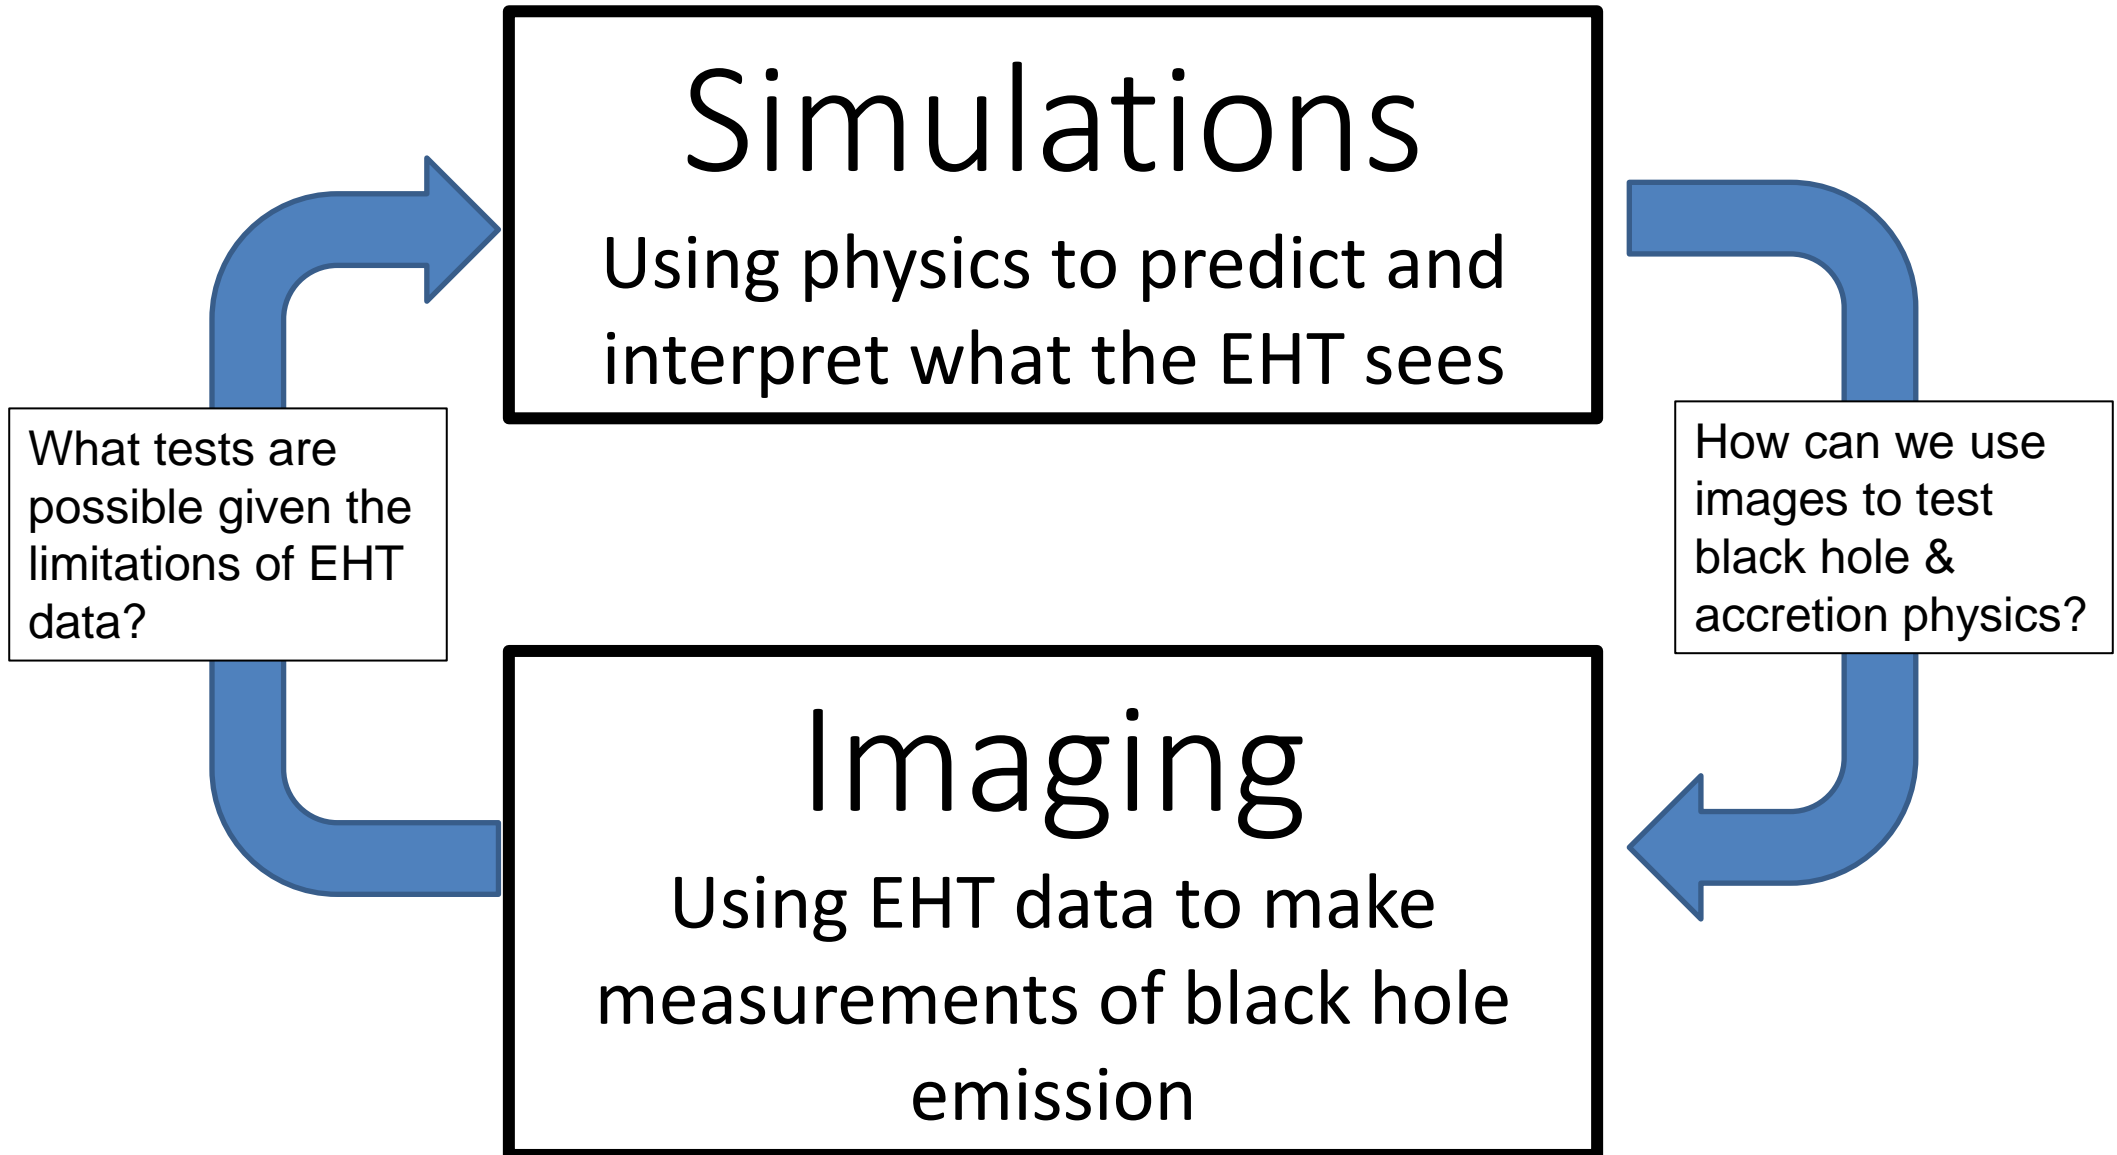 Simulations
Using physics to predict and
interpret what the EHT sees
What tests are
possible given the
limitations of EHT
data?
How can we use
images to test
black hole &
accretion physics?
Imaging
Using EHT data to make
measurements of black hole
emission